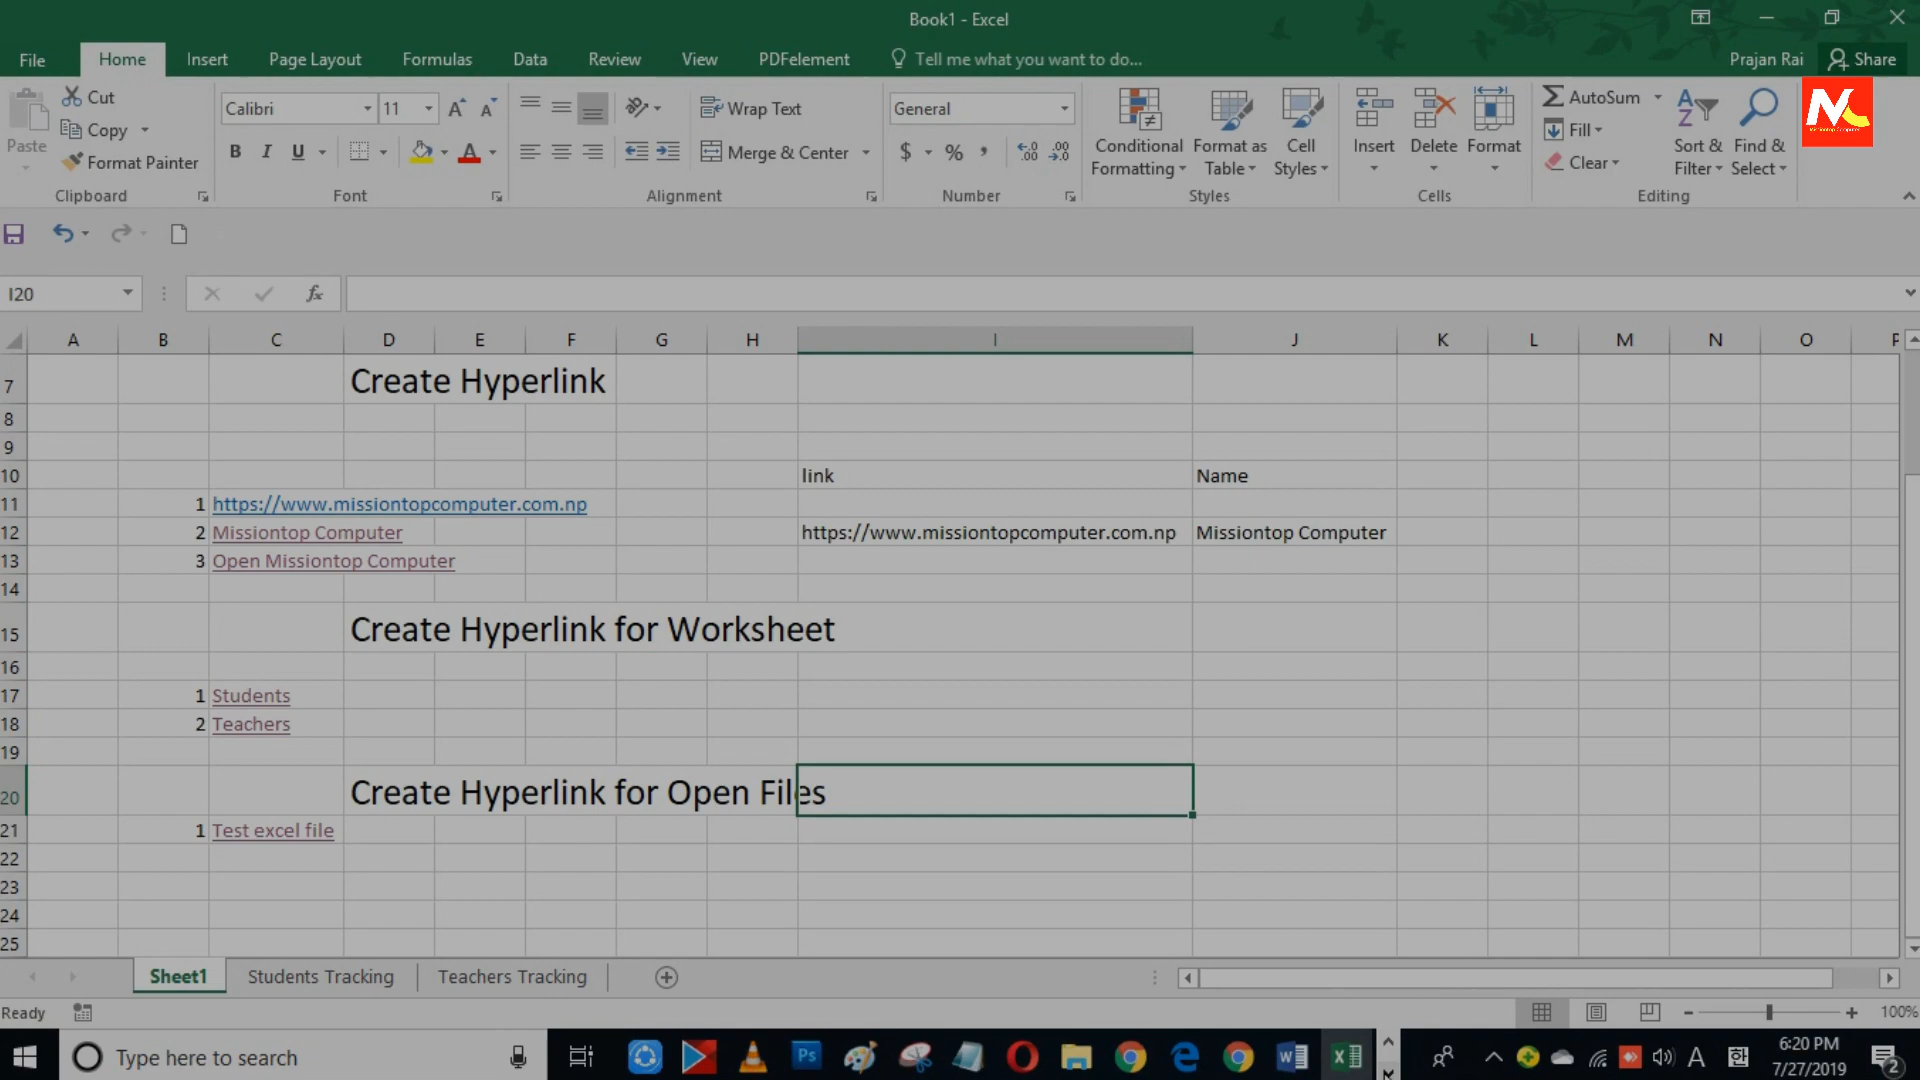 Book1 - Excel
File Home Insert Page Layout Formulas Data Review View PDFelement Tell me what you want to do... Prajan Rai Share
Cut
Copy
Format Painter
Paste
Clipboard
Calibri 11
B I U
Font
Wrap Text
Merge & Center
Alignment
General
$ % ,
Number
Conditional Formatting
Format as Table
Cell Styles
Styles
Insert Delete Format
Cells
AutoSum
Fill
Clear
Sort & Filter
Find & Select
Editing
Missiontop Computer
I20 fx
A B C D E F G H I J K L M N O P
7 Create Hyperlink
8
9
10 link Name
11 1 https://www.missiontopcomputer.com.np
12 2 Missiontop Computer https://www.missiontopcomputer.com.np Missiontop Computer
13 3 Open Missiontop Computer
14
15 Create Hyperlink for Worksheet
16
17 1 Students
18 2 Teachers
19
20 Create Hyperlink for Open Files
21 1 Test excel file
22
23
24
25
Sheet1 Students Tracking Teachers Tracking
Ready 100%
Type here to search Ps A 한 6:20 PM
7/27/2019 2